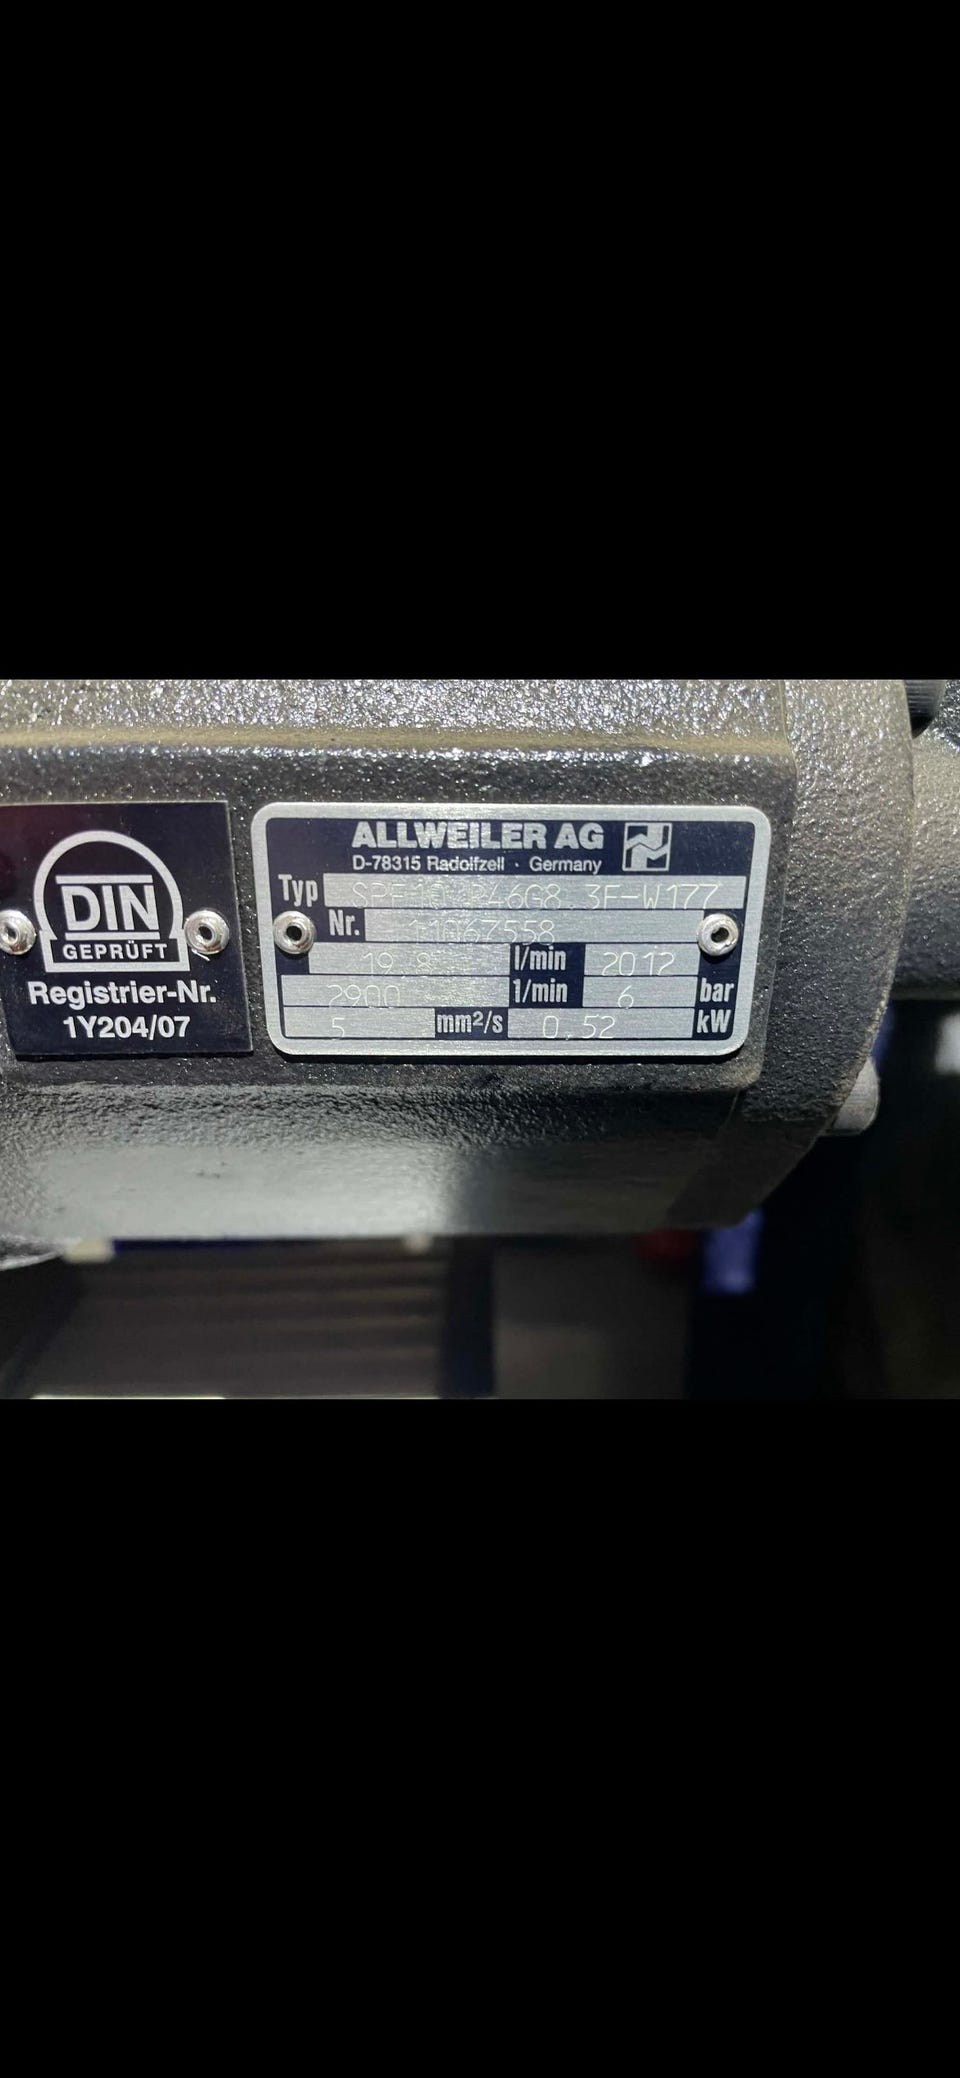 DIN
GEPRÜFT
Registrier-Nr.
1Y204/07
ALLWEILER AG
D-78315 Radolfzell · Germany
Typ SPF10 R46G8.3F-W177
Nr. 11067558
19,8 l/min 2012
2900 1/min 6 bar
5 mm²/s 0,52 kW